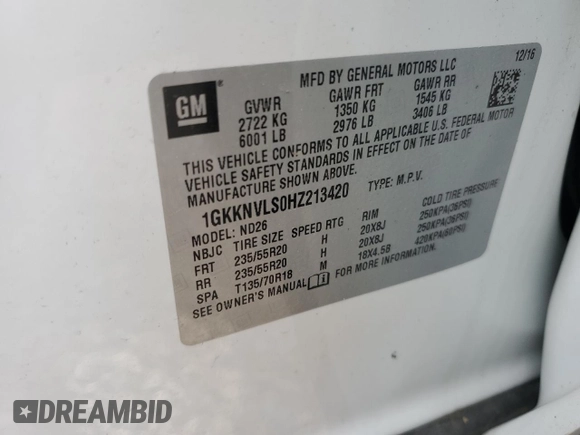 12/16
MFD BY GENERAL MOTORS LLC
GM
GVWR GAWR FRT GAWR RR
2722 KG 1350 KG 1545 KG
6001 LB 2976 LB 3406 LB
THIS VEHICLE CONFORMS TO ALL APPLICABLE U.S. FEDERAL MOTOR
VEHICLE SAFETY STANDARDS IN EFFECT ON THE DATE OF
MANUFACTURE SHOWN ABOVE.
1GKKNVLS0HZ213420 TYPE: M.P.V.
MODEL: ND26
NBJC TIRE SIZE SPEED RTG RIM COLD TIRE PRESSURE
FRT 235/55R20 H 20X8J 250KPA(36PSI)
RR 235/55R20 H 20X8J 250KPA(36PSI)
SPA T135/70R18 M 18X4.5B 420KPA(60PSI)
SEE OWNER'S MANUAL FOR MORE INFORMATION.
DREAMBID